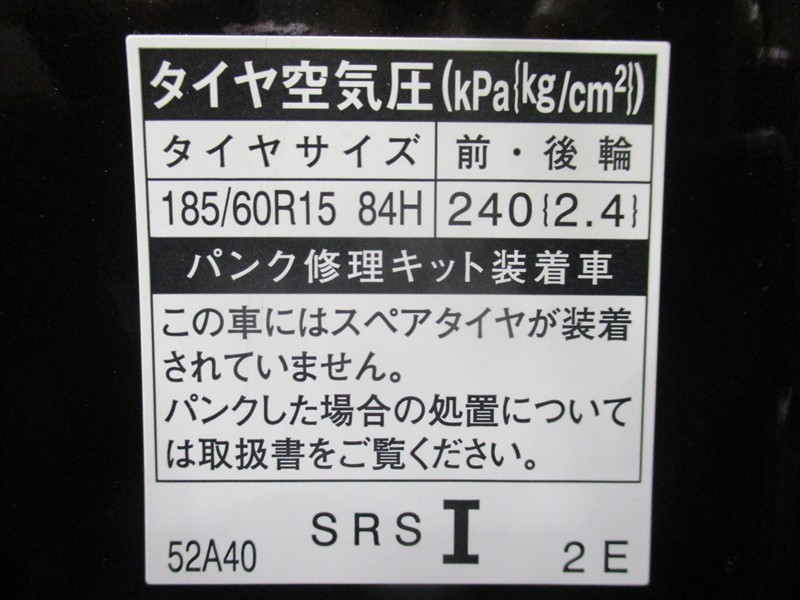 タイヤ空気圧(kPa{kg/cm²})
タイヤサイズ 前・後輪
185/60R15 84H 240{2.4}
パンク修理キット装着車
この車にはスペアタイヤが装着
されていません。
パンクした場合の処置について
は取扱書をご覧ください。
52A40 SRS I 2E